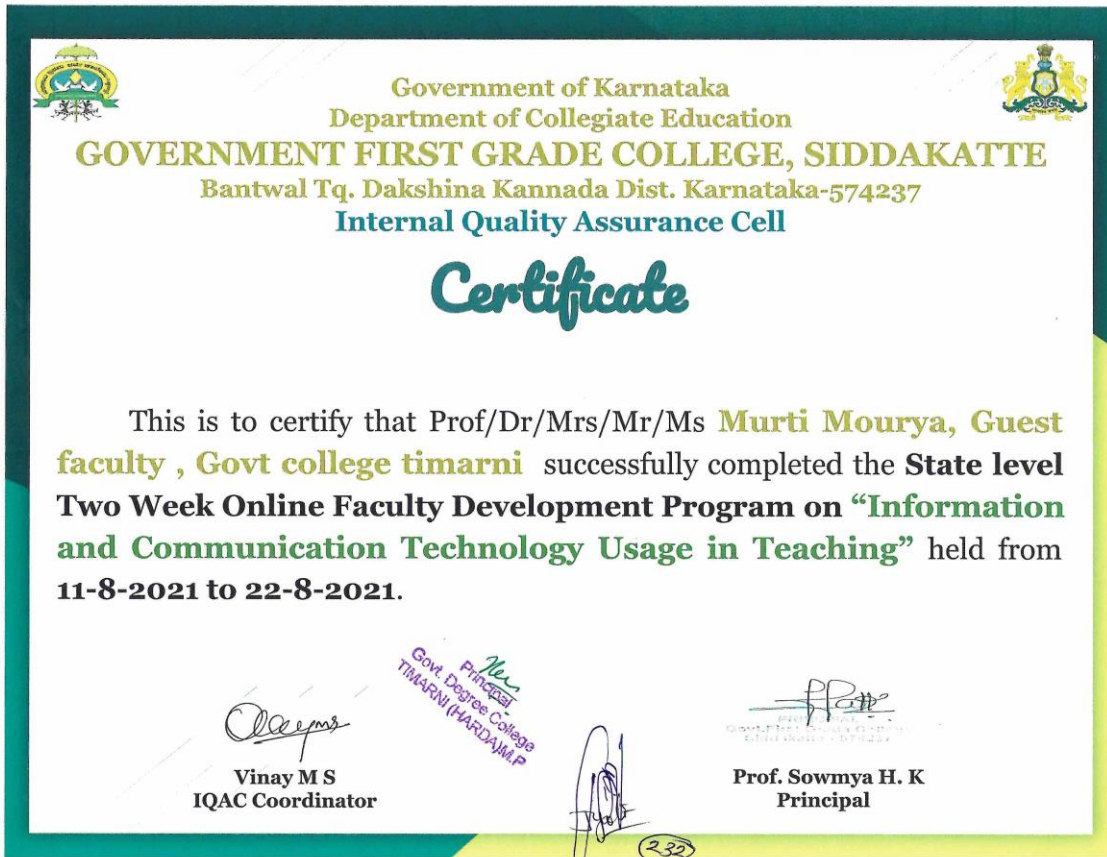 Government of Karnataka
Department of Collegiate Education
GOVERNMENT FIRST GRADE COLLEGE, SIDDAKATTE
Bantwal Tq. Dakshina Kannada Dist. Karnataka-574237
Internal Quality Assurance Cell
Certificate
This is to certify that Prof/Dr/Mrs/Mr/Ms Murti Mourya, Guest
faculty , Govt college timarni successfully completed the State level
Two Week Online Faculty Development Program on “Information
and Communication Technology Usage in Teaching” held from
11-8-2021 to 22-8-2021.
Principal
Govt. Degree College
TIMARNI (HARDA)M.P
PRINCIPAL
Vinay M S
IQAC Coordinator
Prof. Sowmya H. K
Principal
232